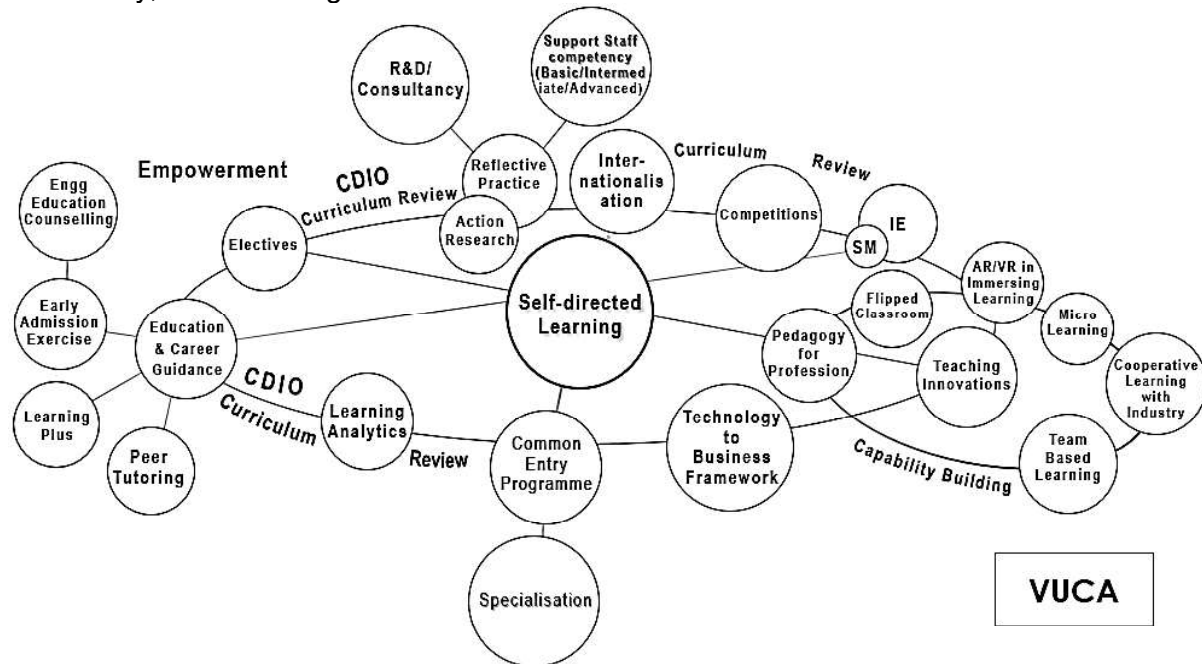 R&D/
Consultancy
Support Staff
competency
(Basic/Intermed
iate/Advanced)
Empowerment
CDIO
Curriculum Review
Reflective
Practice
Inter-
nationalis
ation
Curriculum
Review
Engg
Education
Counselling
Electives
Action
Research
Competitions
IE
SM
AR/VR in
Immersing
Learning
Early
Admission
Exercise
Education
& Career
Guidance
Self-directed
Learning
Flipped
Classroom
Micro
Learning
Pedagogy
for
Profession
Teaching
Innovations
Cooperative
Learning
with
Industry
Learning
Plus
Peer
Tutoring
CDIO
Curriculum
Review
Learning
Analytics
Common
Entry
Programme
Technology
to
Business
Framework
Capability Building
Team
Based
Learning
Specialisation
VUCA